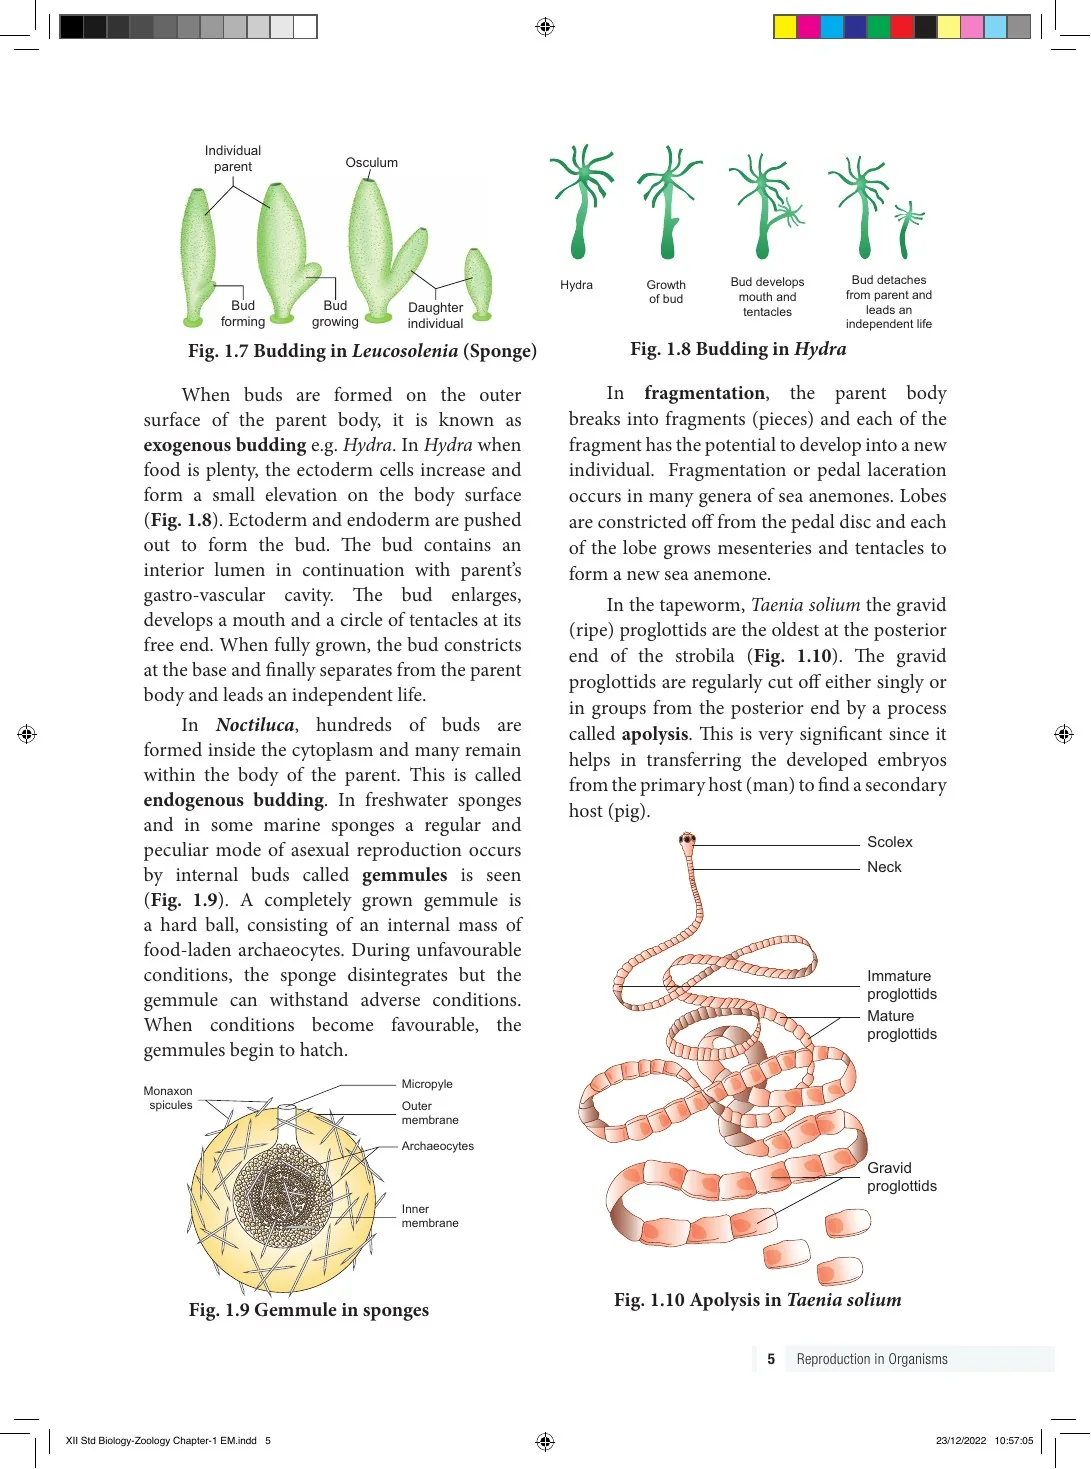 Individual
parent
Osculum
Bud
forming
Bud
growing
Daughter
individual
Fig. 1.7 Budding in Leucosolenia (Sponge)
Hydra
Growth
of bud
Bud develops
mouth and
tentacles
Bud detaches
from parent and
leads an
independent life
Fig. 1.8 Budding in Hydra
When buds are formed on the outer
surface of the parent body, it is known as
exogenous budding e.g. Hydra. In Hydra when
food is plenty, the ectoderm cells increase and
form a small elevation on the body surface
(Fig. 1.8). Ectoderm and endoderm are pushed
out to form the bud. The bud contains an
interior lumen in continuation with parent’s
gastro-vascular cavity. The bud enlarges,
develops a mouth and a circle of tentacles at its
free end. When fully grown, the bud constricts
at the base and finally separates from the parent
body and leads an independent life.
In Noctiluca, hundreds of buds are
formed inside the cytoplasm and many remain
within the body of the parent. This is called
endogenous budding. In freshwater sponges
and in some marine sponges a regular and
peculiar mode of asexual reproduction occurs
by internal buds called gemmules is seen
(Fig. 1.9). A completely grown gemmule is
a hard ball, consisting of an internal mass of
food-laden archaeocytes. During unfavourable
conditions, the sponge disintegrates but the
gemmule can withstand adverse conditions.
When conditions become favourable, the
gemmules begin to hatch.
Monaxon
spicules
Micropyle
Outer
membrane
Archaeocytes
Inner
membrane
Fig. 1.9 Gemmule in sponges
In fragmentation, the parent body
breaks into fragments (pieces) and each of the
fragment has the potential to develop into a new
individual. Fragmentation or pedal laceration
occurs in many genera of sea anemones. Lobes
are constricted off from the pedal disc and each
of the lobe grows mesenteries and tentacles to
form a new sea anemone.
In the tapeworm, Taenia solium the gravid
(ripe) proglottids are the oldest at the posterior
end of the strobila (Fig. 1.10). The gravid
proglottids are regularly cut off either singly or
in groups from the posterior end by a process
called apolysis. This is very significant since it
helps in transferring the developed embryos
from the primary host (man) to find a secondary
host (pig).
Scolex
Neck
Immature
proglottids
Mature
proglottids
Gravid
proglottids
Fig. 1.10 Apolysis in Taenia solium
5 Reproduction in Organisms
XII Std Biology-Zoology Chapter-1 EM.indd 5
23/12/2022 10:57:05